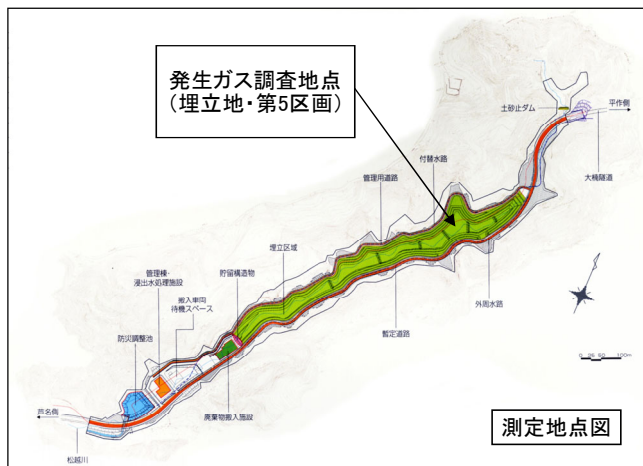 発生ガス調査地点
(埋立地・第5区画)
土砂止ダム
平作側
大楠隧道
付替水路
管理用道路
埋立区域
貯留構造物
管理棟・
浸出水処理施設
搬入車両
待機スペース
防災調整池
外周水路
暫定道路
廃棄物搬入施設
芦名側
松越川
0 25 50 100m
測定地点図